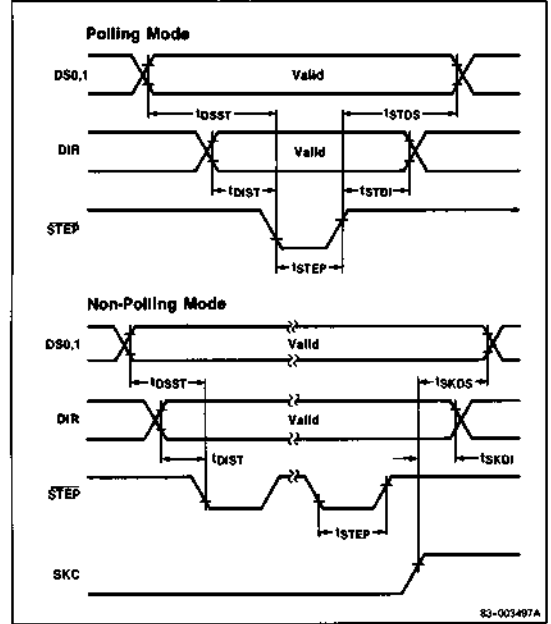 Polling Mode
DS0,1
Valid
tDSST
tSTDS
DIR
Valid
tDIST
tSTDI
STEP
tSTEP
Non-Polling Mode
DS0,1
Valid
tDSST
tSKDS
DIR
Valid
tDIST
tSKDI
STEP
tSTEP
SKC
83-003497A